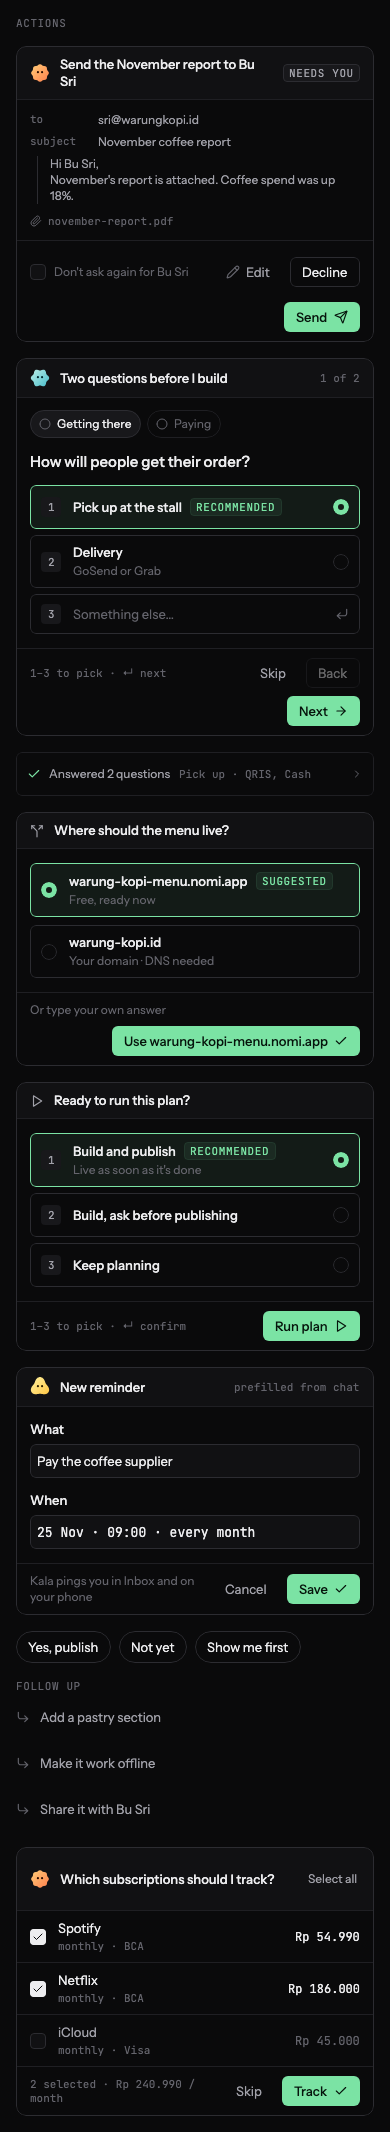 ACTIONS
Send the November report to Bu
Sri
NEEDS YOU
to sri@warungkopi.id
subject November coffee report
Hi Bu Sri,
November's report is attached. Coffee spend was up
18%.
november-report.pdf
Don't ask again for Bu Sri
Edit
Decline
Send
Two questions before I build
1 of 2
Getting there
Paying
How will people get their order?
1 Pick up at the stall RECOMMENDED
2 Delivery
GoSend or Grab
3 Something else...
1–3 to pick · ↵ next
Skip
Back
Next →
Answered 2 questions Pick up · QRIS, Cash
Where should the menu live?
warung-kopi-menu.nomi.app SUGGESTED
Free, ready now
warung-kopi.id
Your domain · DNS needed
Or type your own answer
Use warung-kopi-menu.nomi.app
Ready to run this plan?
1 Build and publish RECOMMENDED
Live as soon as it's done
2 Build, ask before publishing
3 Keep planning
1–3 to pick · ↵ confirm
Run plan
New reminder
prefilled from chat
What
Pay the coffee supplier
When
25 Nov · 09:00 · every month
Kala pings you in Inbox and on
your phone
Cancel
Save
Yes, publish
Not yet
Show me first
FOLLOW UP
Add a pastry section
Make it work offline
Share it with Bu Sri
Which subscriptions should I track?
Select all
Spotify
monthly · BCA
Rp 54.990
Netflix
monthly · BCA
Rp 186.000
iCloud
monthly · Visa
Rp 45.000
2 selected · Rp 240.990 /
month
Skip
Track